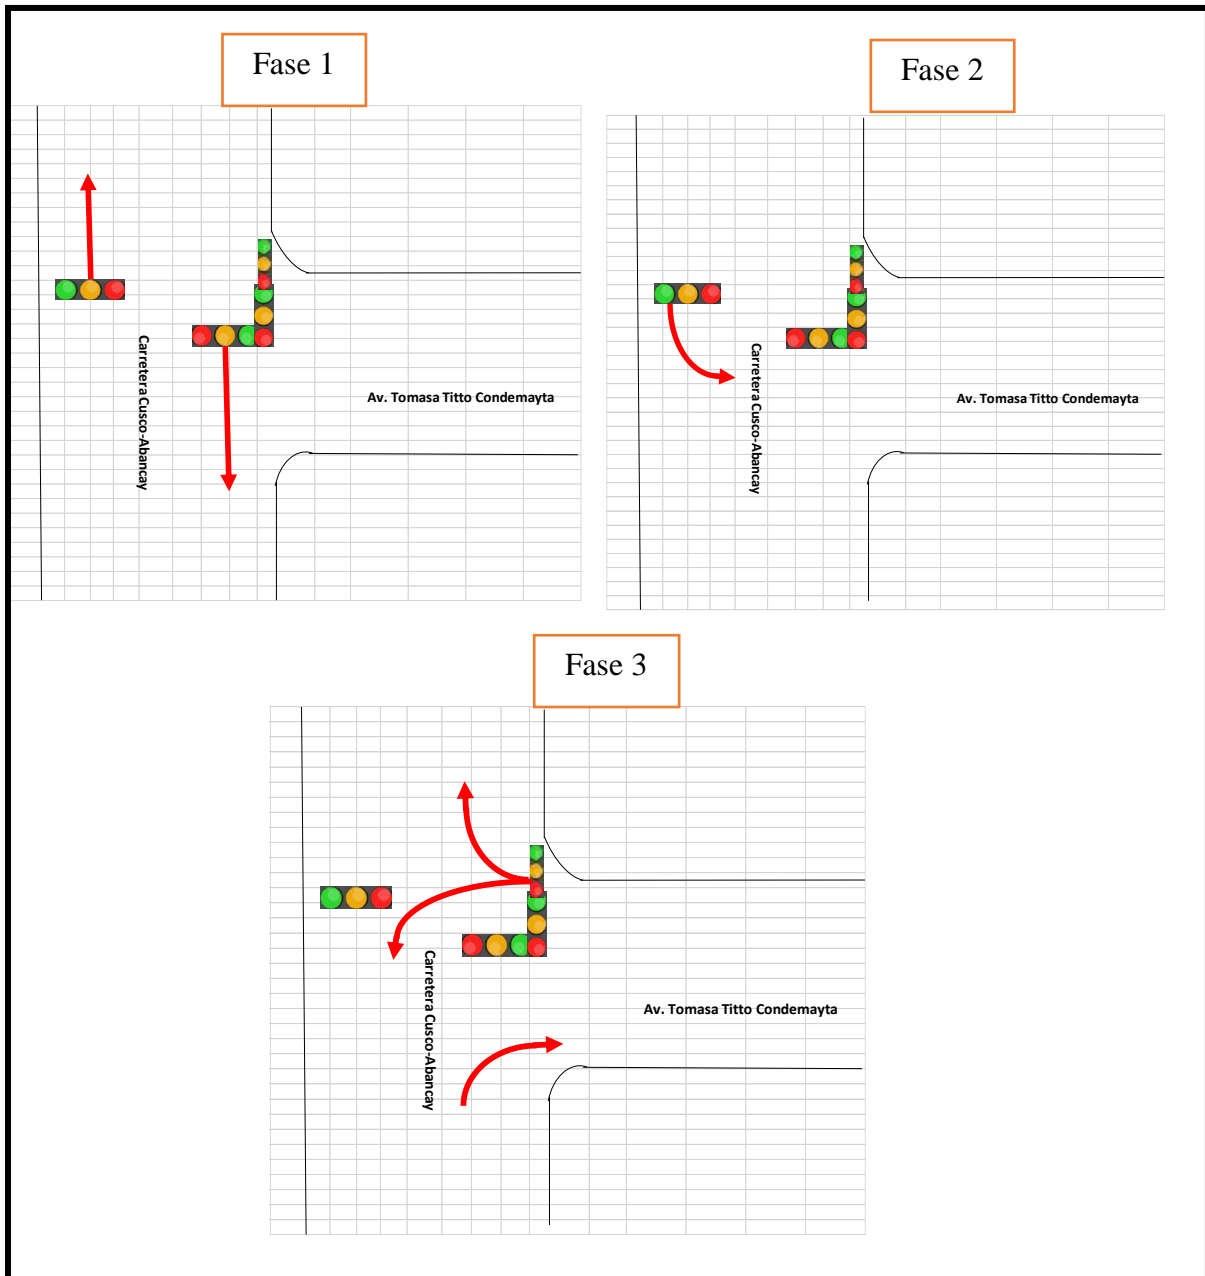 Fase 1
Fase 2
Carretera Cusco-Abancay
Av. Tomasa Titto Condemayta
Carretera Cusco-Abancay
Av. Tomasa Titto Condemayta
Fase 3
Carretera Cusco-Abancay
Av. Tomasa Titto Condemayta